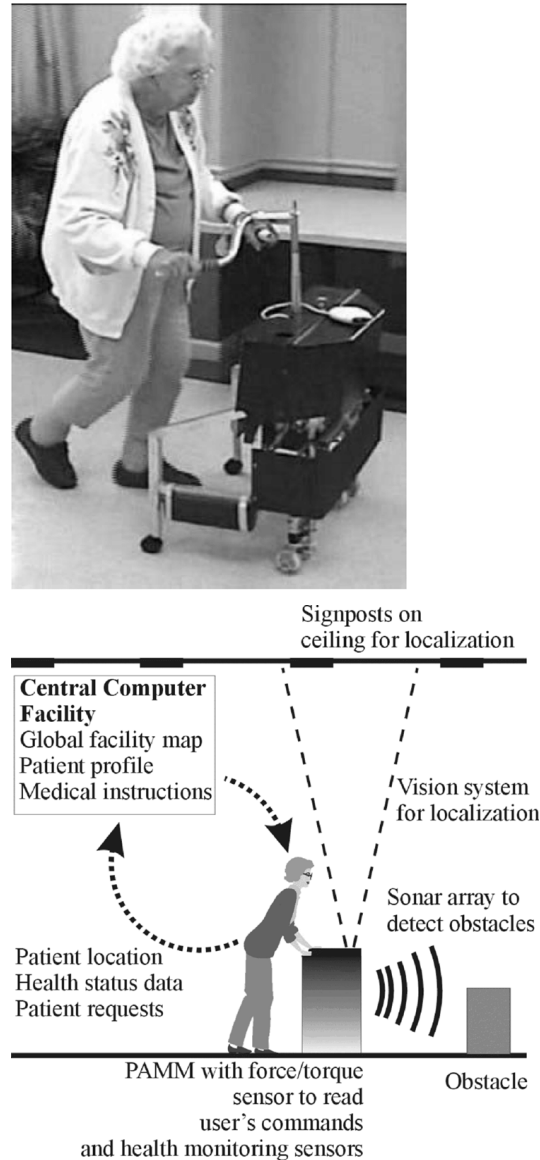 Signposts on
ceiling for localization
Central Computer
Facility
Global facility map
Patient profile
Medical instructions
Vision system
for localization
Sonar array to
detect obstacles
Patient location
Health status data
Patient requests
PAMM with force/torque
sensor to read
user's commands
and health monitoring sensors
Obstacle